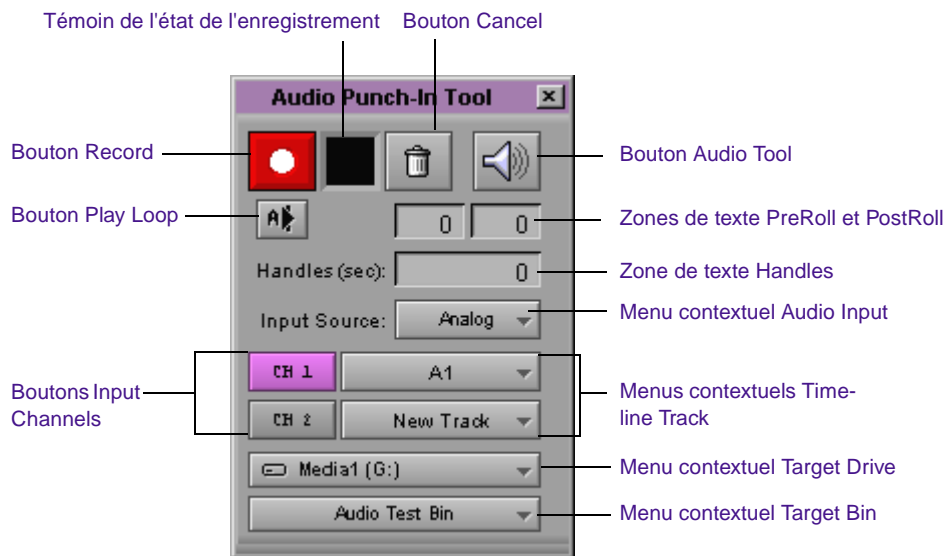 Témoin de l'état de l'enregistrement
Bouton Cancel
Audio Punch-In Tool
Bouton Record
Bouton Audio Tool
Bouton Play Loop
A
0
0
Zones de texte PreRoll et PostRoll
Handles (sec):
0
Zone de texte Handles
Input Source:
Analog
Menu contextuel Audio Input
Boutons Input
Channels
CH 1
A1
CH 2
New Track
Menus contextuels Time-
line Track
Media1 (G:)
Menu contextuel Target Drive
Audio Test Bin
Menu contextuel Target Bin